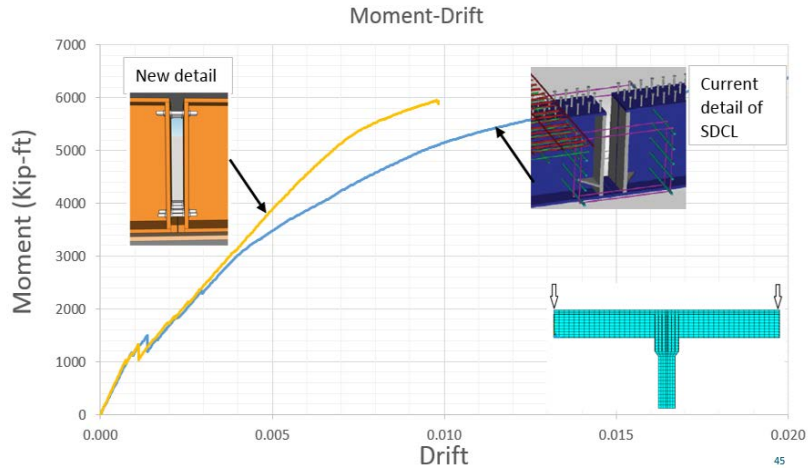 Moment-Drift
7000
6000
5000
4000
3000
2000
1000
0
Moment (Kip-ft)
New detail
Current
detail of
SDCL
0.000
0.005
0.010
0.015
0.020
Drift
45